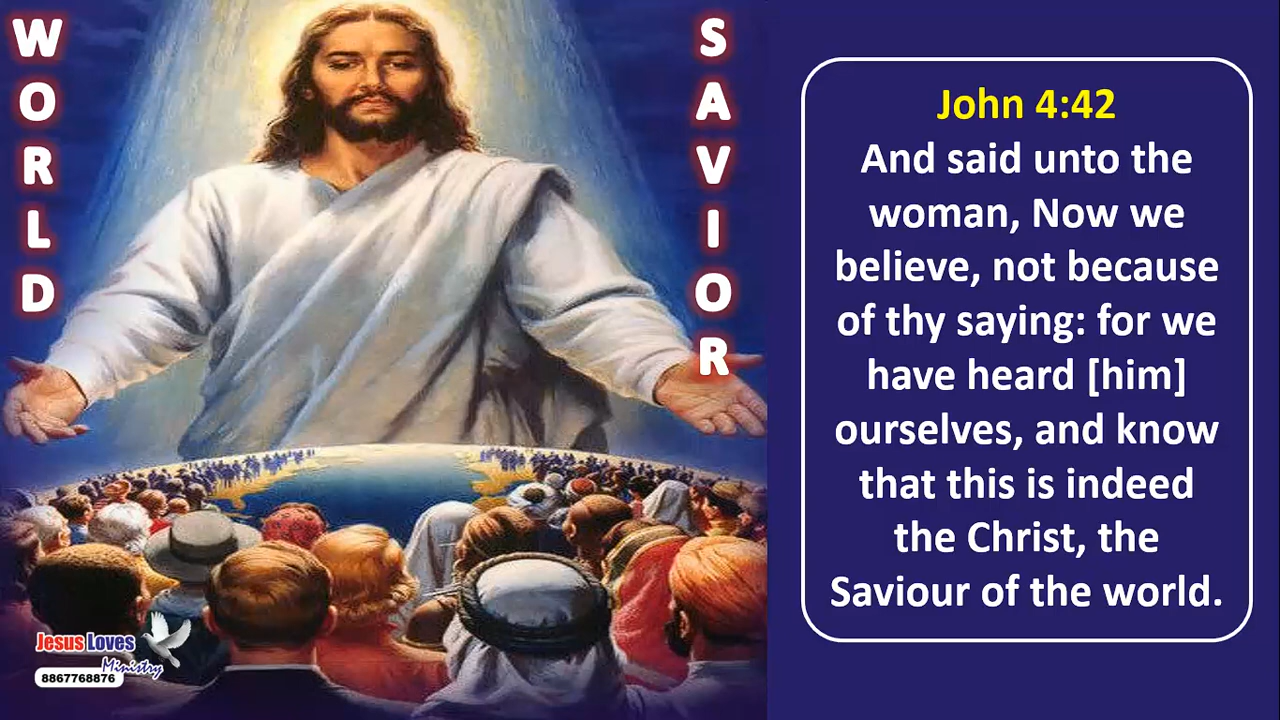 WORLD
SAVIOR
John 4:42
And said unto the
woman, Now we
believe, not because
of thy saying: for we
have heard [him]
ourselves, and know
that this is indeed
the Christ, the
Saviour of the world.
Jesus Loves
Ministry
8867768876